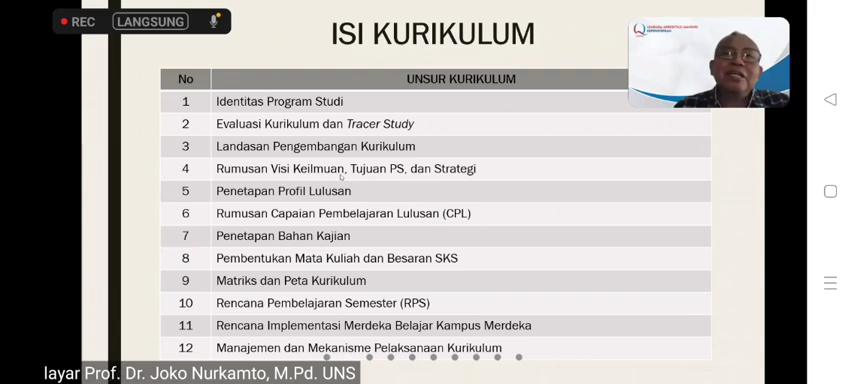 REC
LANGSUNG
ISI KURIKULUM
LEMBAGA AKREDITASI MANDIRI
KEPENDIDIKAN
No UNSUR KURIKULUM
1 Identitas Program Studi
2 Evaluasi Kurikulum dan Tracer Study
3 Landasan Pengembangan Kurikulum
4 Rumusan Visi Keilmuan, Tujuan PS, dan Strategi
5 Penetapan Profil Lulusan
6 Rumusan Capaian Pembelajaran Lulusan (CPL)
7 Penetapan Bahan Kajian
8 Pembentukan Mata Kuliah dan Besaran SKS
9 Matriks dan Peta Kurikulum
10 Rencana Pembelajaran Semester (RPS)
11 Rencana Implementasi Merdeka Belajar Kampus Merdeka
12 Manajemen dan Mekanisme Pelaksanaan Kurikulum
layar Prof. Dr. Joko Nurkamto, M.Pd. UNS